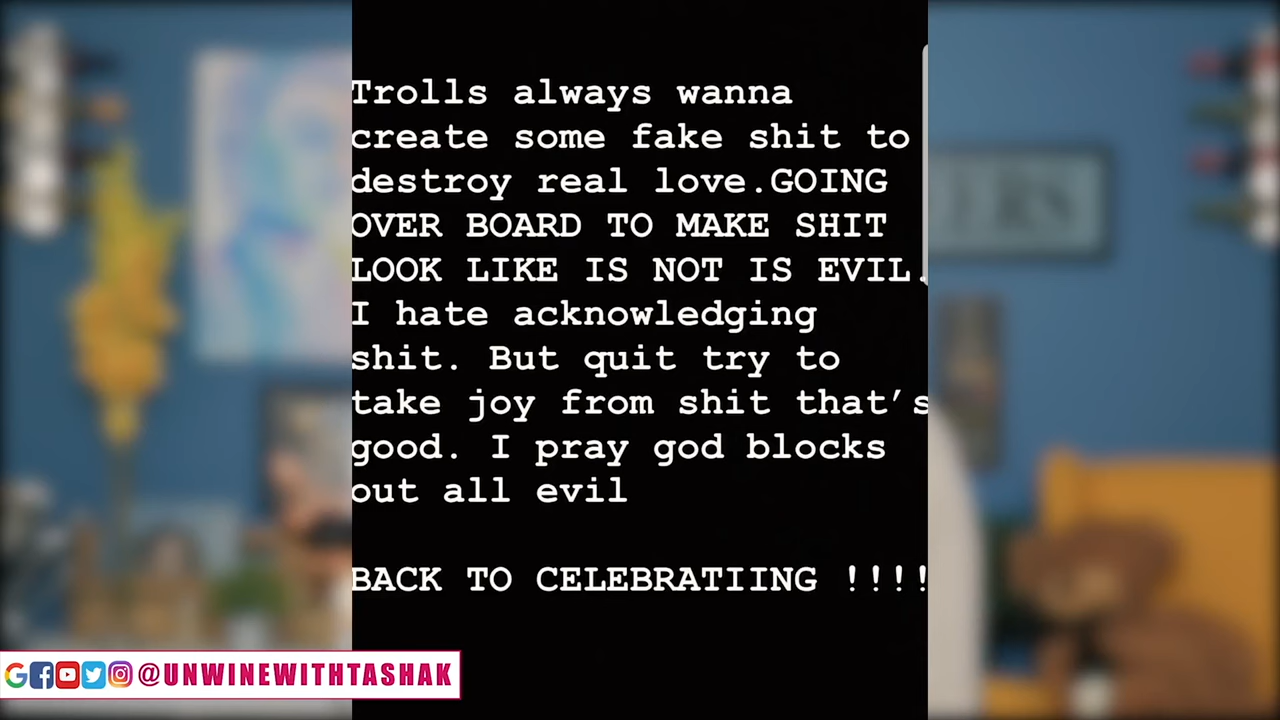 Trolls always wanna
create some fake shit to
destroy real love.GOING
OVER BOARD TO MAKE SHIT
LOOK LIKE IS NOT IS EVIL.
I hate acknowledging
shit. But quit try to
take joy from shit that’s
good. I pray god blocks
out all evil
BACK TO CELEBRATIING !!!!
ERS
@UNWINEWITHTASHAK